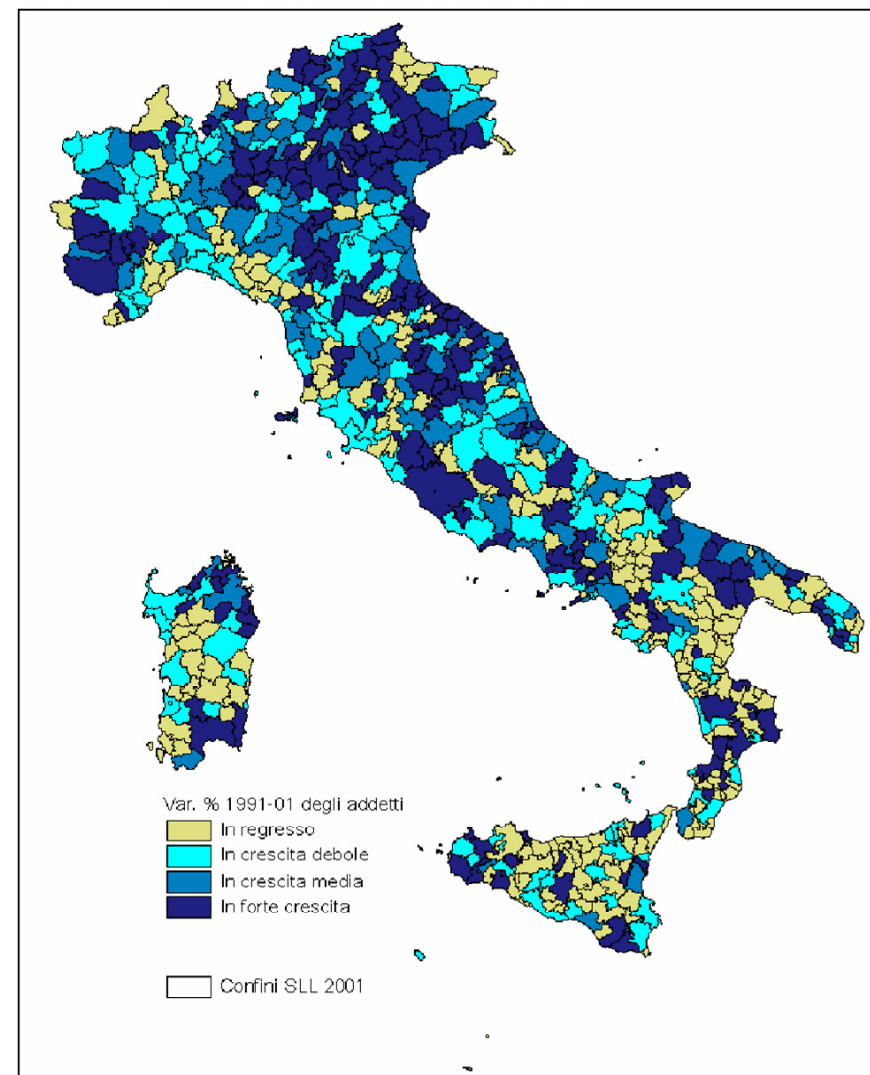 Var. % 1991-01 degli addetti
In regresso
In crescita debole
In crescita media
In forte crescita
Confini SLL 2001